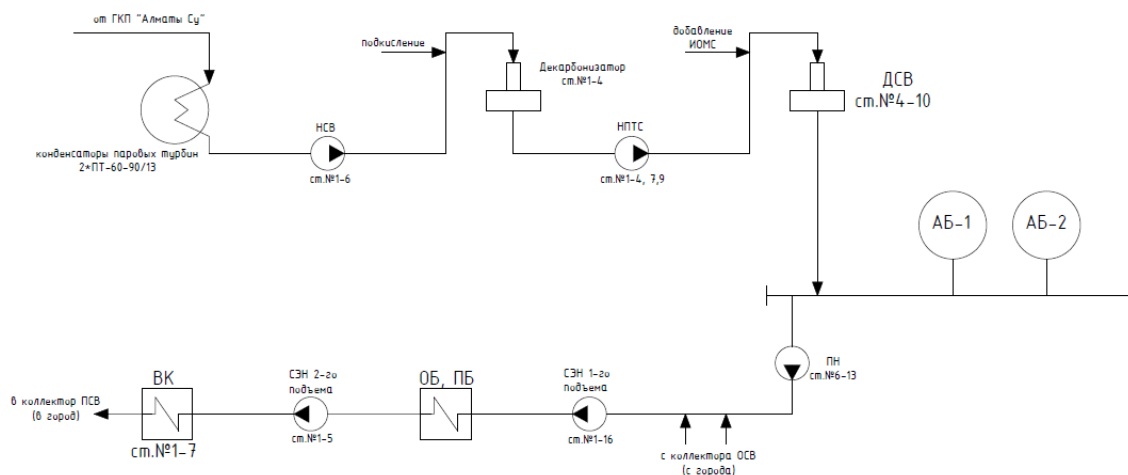 от ГКП "Алматы Су"
подкисление
добавление
ИОМС
Декарбонизатор
ст.№1-4
ДСВ
ст.№4-10
НСВ
НПТС
конденсаторы паровых турбин
2*ПТ-60-90/13
ст.№1-6
ст.№1-4, 7,9
АБ-1
АБ-2
ПН
ст.№6-13
ВК
СЭН 2-го
подъема
ОБ, ПБ
СЭН 1-го
подъема
в коллектор ПСВ
(в город)
ст.№1-7
ст.№1-5
ст.№1-16
с коллектора ОСВ
(с города)